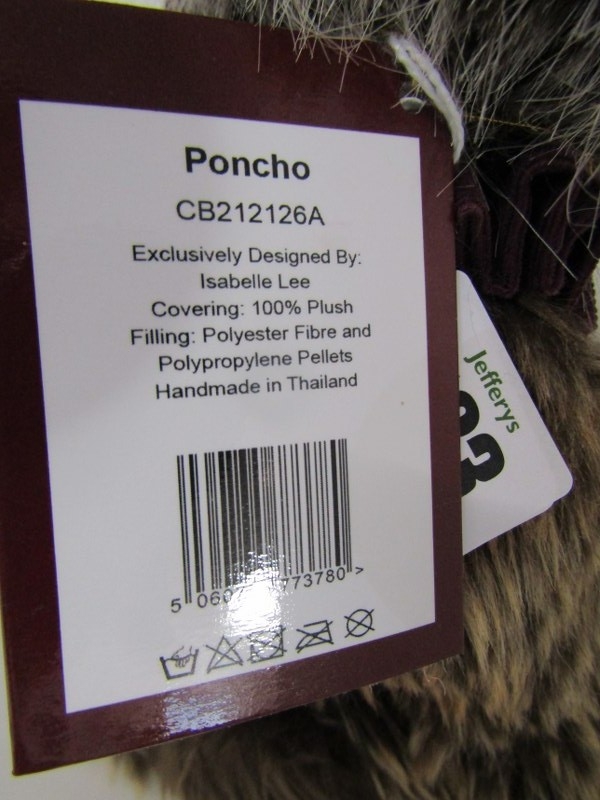 Poncho
CB212126A
Exclusively Designed By:
Isabelle Lee
Covering: 100% Plush
Filling: Polyester Fibre and
Polypropylene Pellets
Handmade in Thailand
Jefferys
773780 >